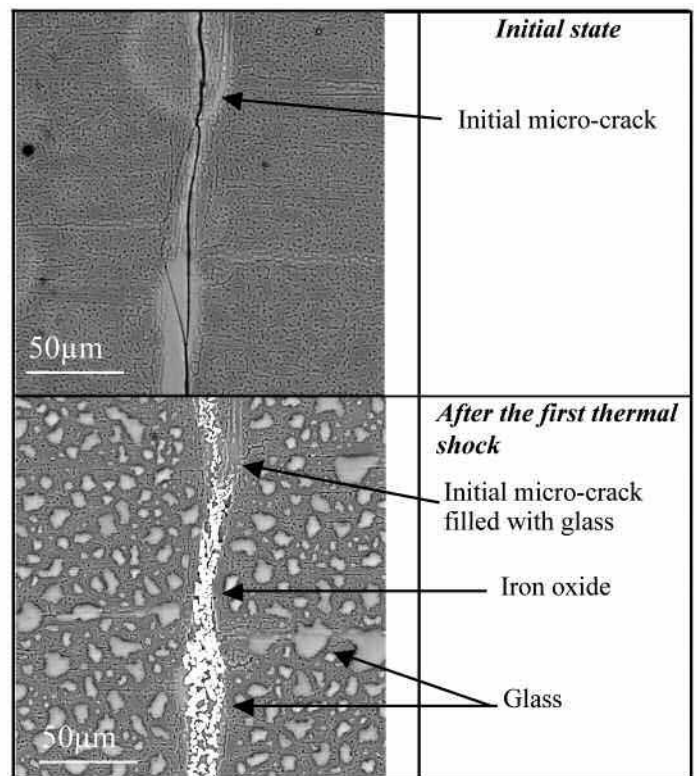 Initial state
Initial micro-crack
50µm
After the first thermal
shock
Initial micro-crack
filled with glass
Iron oxide
Glass
50µm